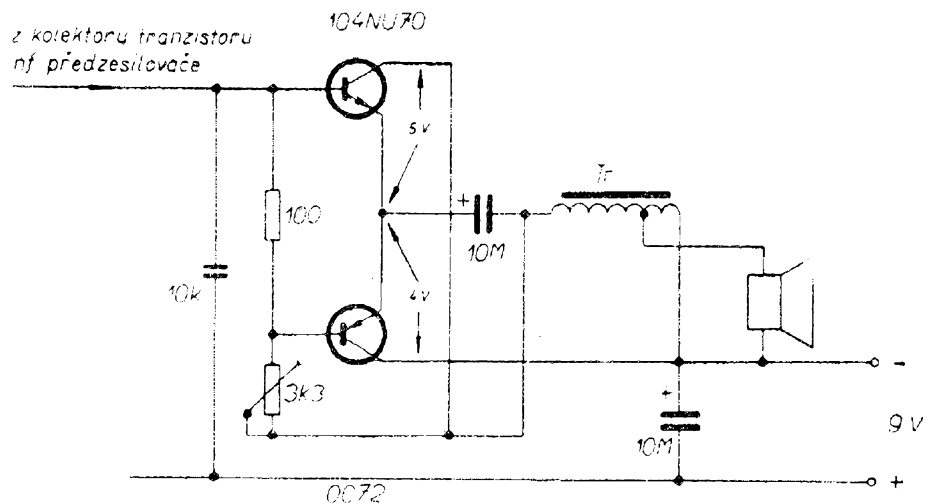 104NU70
z kolektoru tranzistoru
nf předzesilovače
5 V
Tr
+
100
10M
10k
4 V
3k3
-
+
10M
9 V
+
OC72